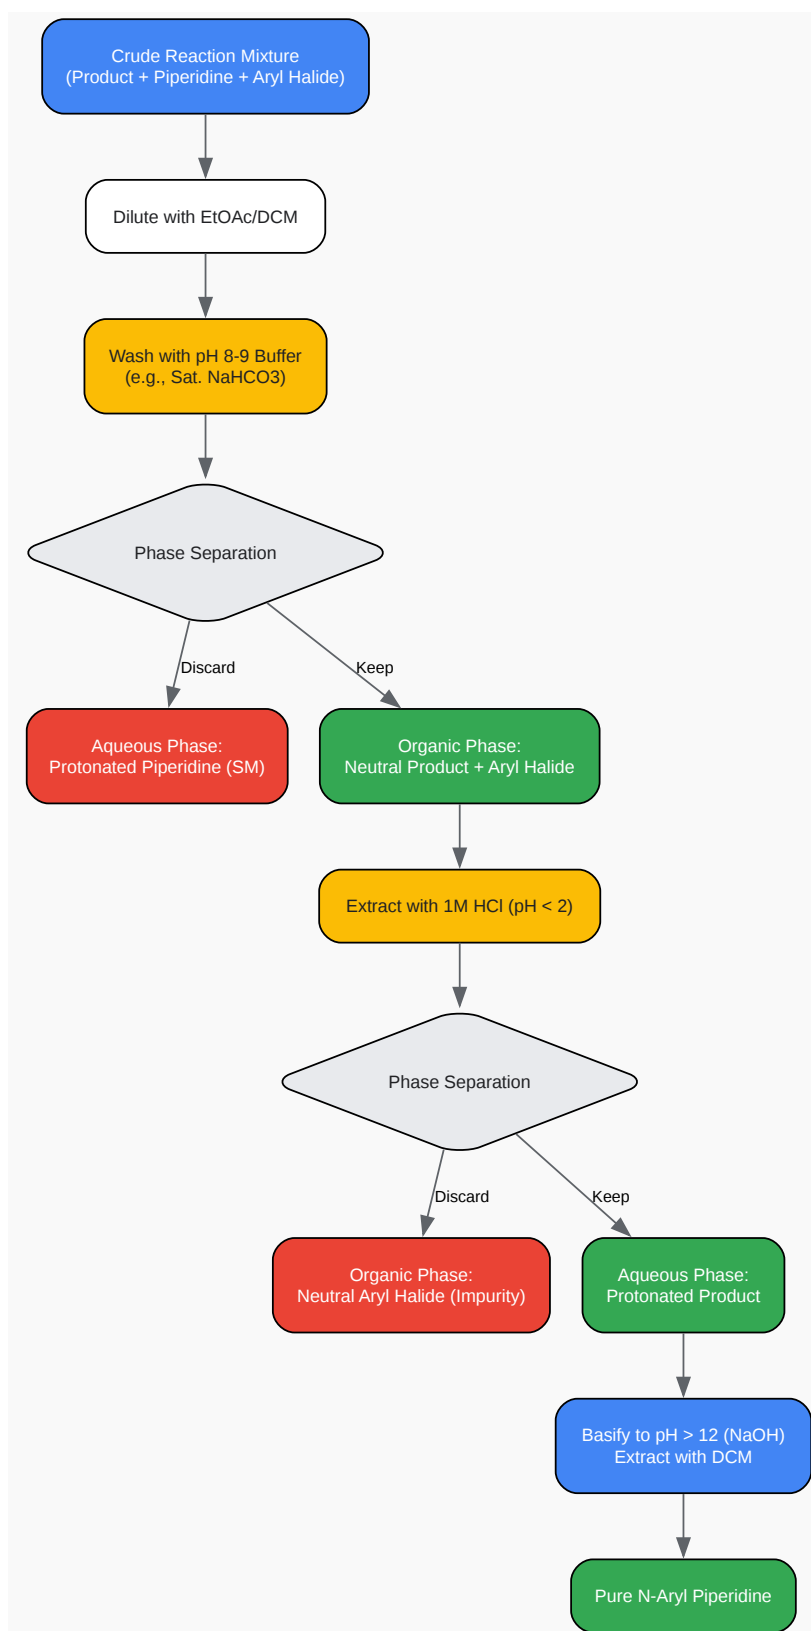 Crude Reaction Mixture
(Product + Piperidine + Aryl Halide)
Dilute with EtOAc/DCM
Wash with pH 8-9 Buffer
(e.g., Sat. NaHCO3)
Phase Separation
Discard
Keep
Aqueous Phase:
Protonated Piperidine (SM)
Organic Phase:
Neutral Product + Aryl Halide
Extract with 1M HCl (pH < 2)
Phase Separation
Discard
Keep
Organic Phase:
Neutral Aryl Halide (Impurity)
Aqueous Phase:
Protonated Product
Basify to pH > 12 (NaOH)
Extract with DCM
Pure N-Aryl Piperidine